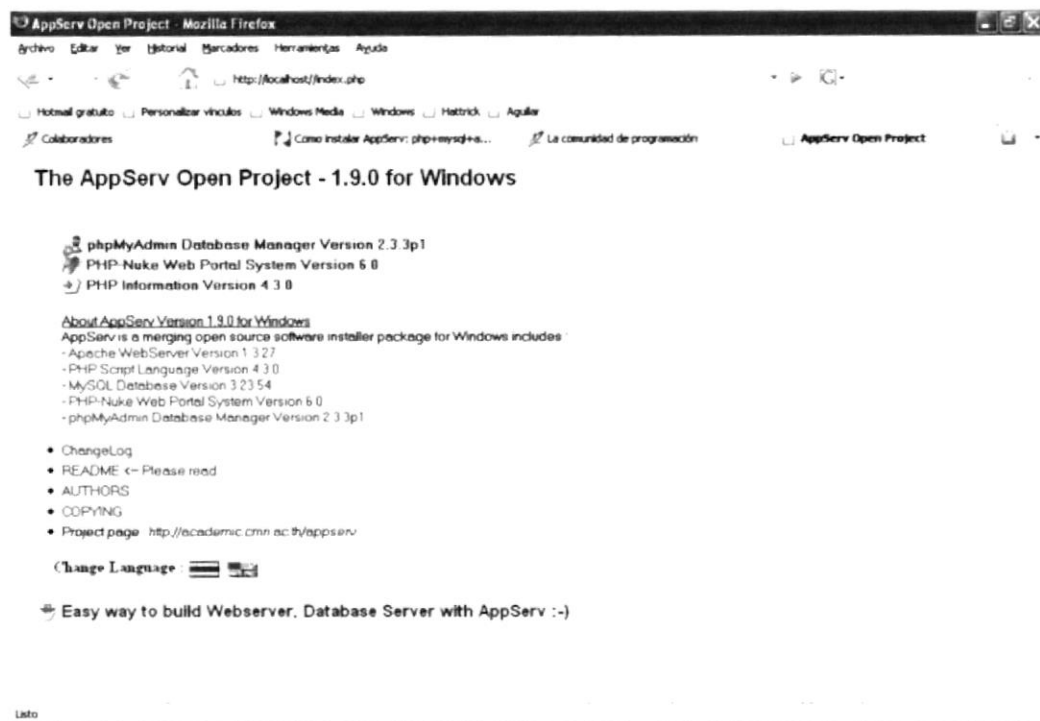 AppServ Open Project - Mozilla Firefox
Archivo Editar Ver Historial Marcadores Herramientas Ayuda
http://localhost/index.php
Hotmail gratuito Personalizar vínculos Windows Media Windows Hattrick Aguilar
Colaboradores Como instalar AppServ: php+mysql+a... La comunidad de programación AppServ Open Project
The AppServ Open Project - 1.9.0 for Windows
phpMyAdmin Database Manager Version 2.3.3p1
PHP-Nuke Web Portal System Version 6.0
PHP Information Version 4.3.0
About AppServ Version 1.9.0 for Windows
AppServ is a merging open source software installer package for Windows includes :
- Apache WebServer Version 1.3.27
- PHP Script Language Version 4.3.0
- MySQL Database Version 3.23.54
- PHP-Nuke Web Portal System Version 6.0
- phpMyAdmin Database Manager Version 2.3.3p1
• ChangeLog
• README <-- Please read
• AUTHORS
• COPYING
• Project page http://academic.cmn.ac.th/appserv
Change Language :
Easy way to build Webserver, Database Server with AppServ :-)
Listo